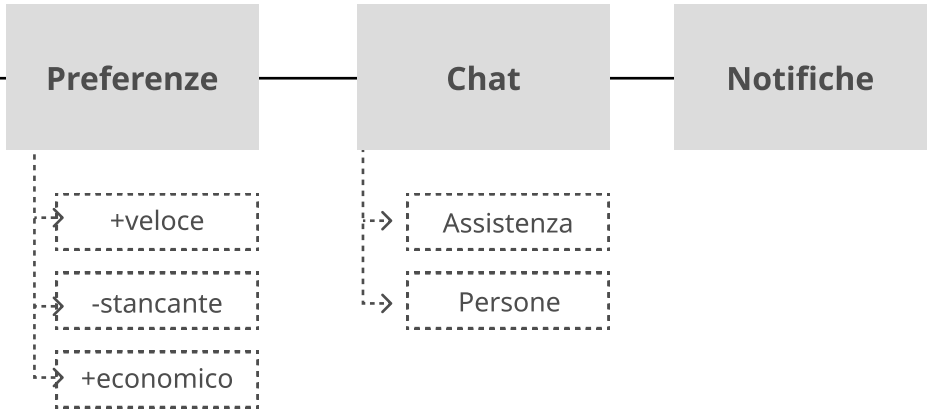 Preferenze
Chat
Notifiche
+veloce
-stancante
+economico
Assistenza
Persone